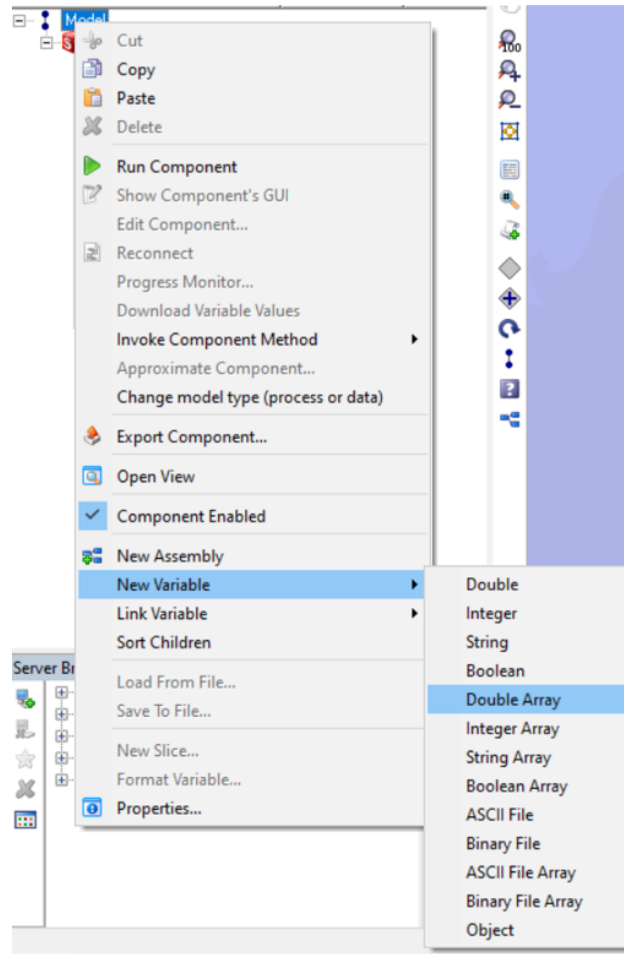 Model
Cut
Copy
Paste
Delete
Run Component
Show Component's GUI
Edit Component...
Reconnect
Progress Monitor...
Download Variable Values
Invoke Component Method
Approximate Component...
Change model type (process or data)
Export Component...
Open View
Component Enabled
New Assembly
New Variable
Link Variable
Sort Children
Load From File...
Save To File...
New Slice...
Format Variable...
Properties...
Double
Integer
String
Boolean
Double Array
Integer Array
String Array
Boolean Array
ASCII File
Binary File
ASCII File Array
Binary File Array
Object
Server Br
100